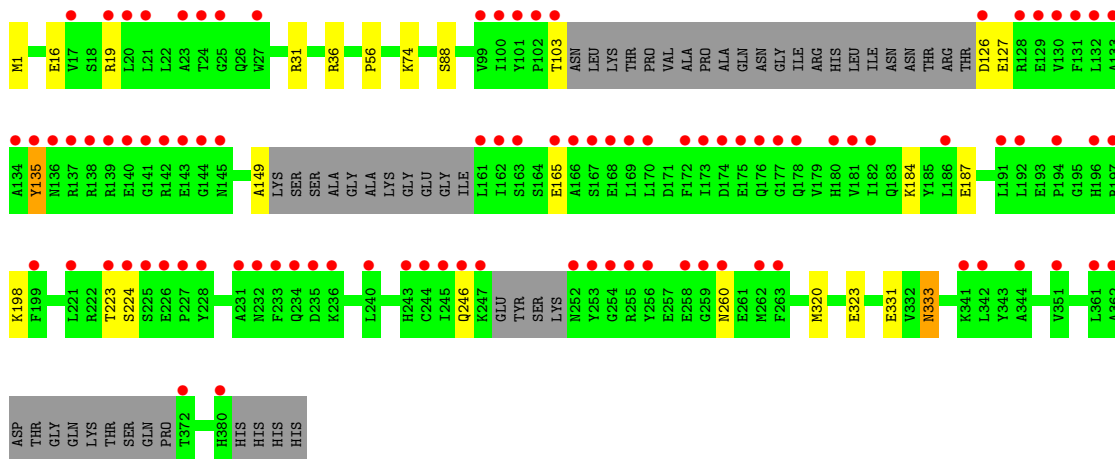 M1 E16 V17 S18 R19 L20 L21 L22 A23 T24 G25 Q26 W27 R31 R36 P56 K74 S88 V99 I100 Y101 P102 T103 ASN LEU LYS THR PRO VAL ALA PRO ALA GLN ASN GLY ILE ARG HIS LEU ILE ASN ASN THR ARG THR D126 E127 R128 E129 V130 F131 L132 A133
A134 Y135 N136 R137 R138 R139 E140 G141 R142 E143 G144 N145 A149 LYS SER SER ALA GLY ALA LYS GLY GLU GLY ILE L161 I162 S163 S164 E165 A166 S167 E168 L169 L170 D171 F172 I173 D174 E175 Q176 G177 Q178 V179 H180 V181 I182 Q183 K184 Y185 L186 E187 L191 L192 E193 P194 G195 H196
K198 F199 L221 R222 T223 S224 S225 E226 P227 Y228 A231 N232 F233 Q234 D235 K236 L240 H243 C244 I245 Q246 K247 GLU TYR SER LYS N252 Y253 G254 R255 Y256 E257 E258 G259 N260 E261 M262 F263 M320 E323 E331 V332 N333 K341 L342 Y343 A344 V351 L361 A362
ASP THR GLY GLN LYS THR SER GLN PRO T372 H380 HIS HIS HIS HIS